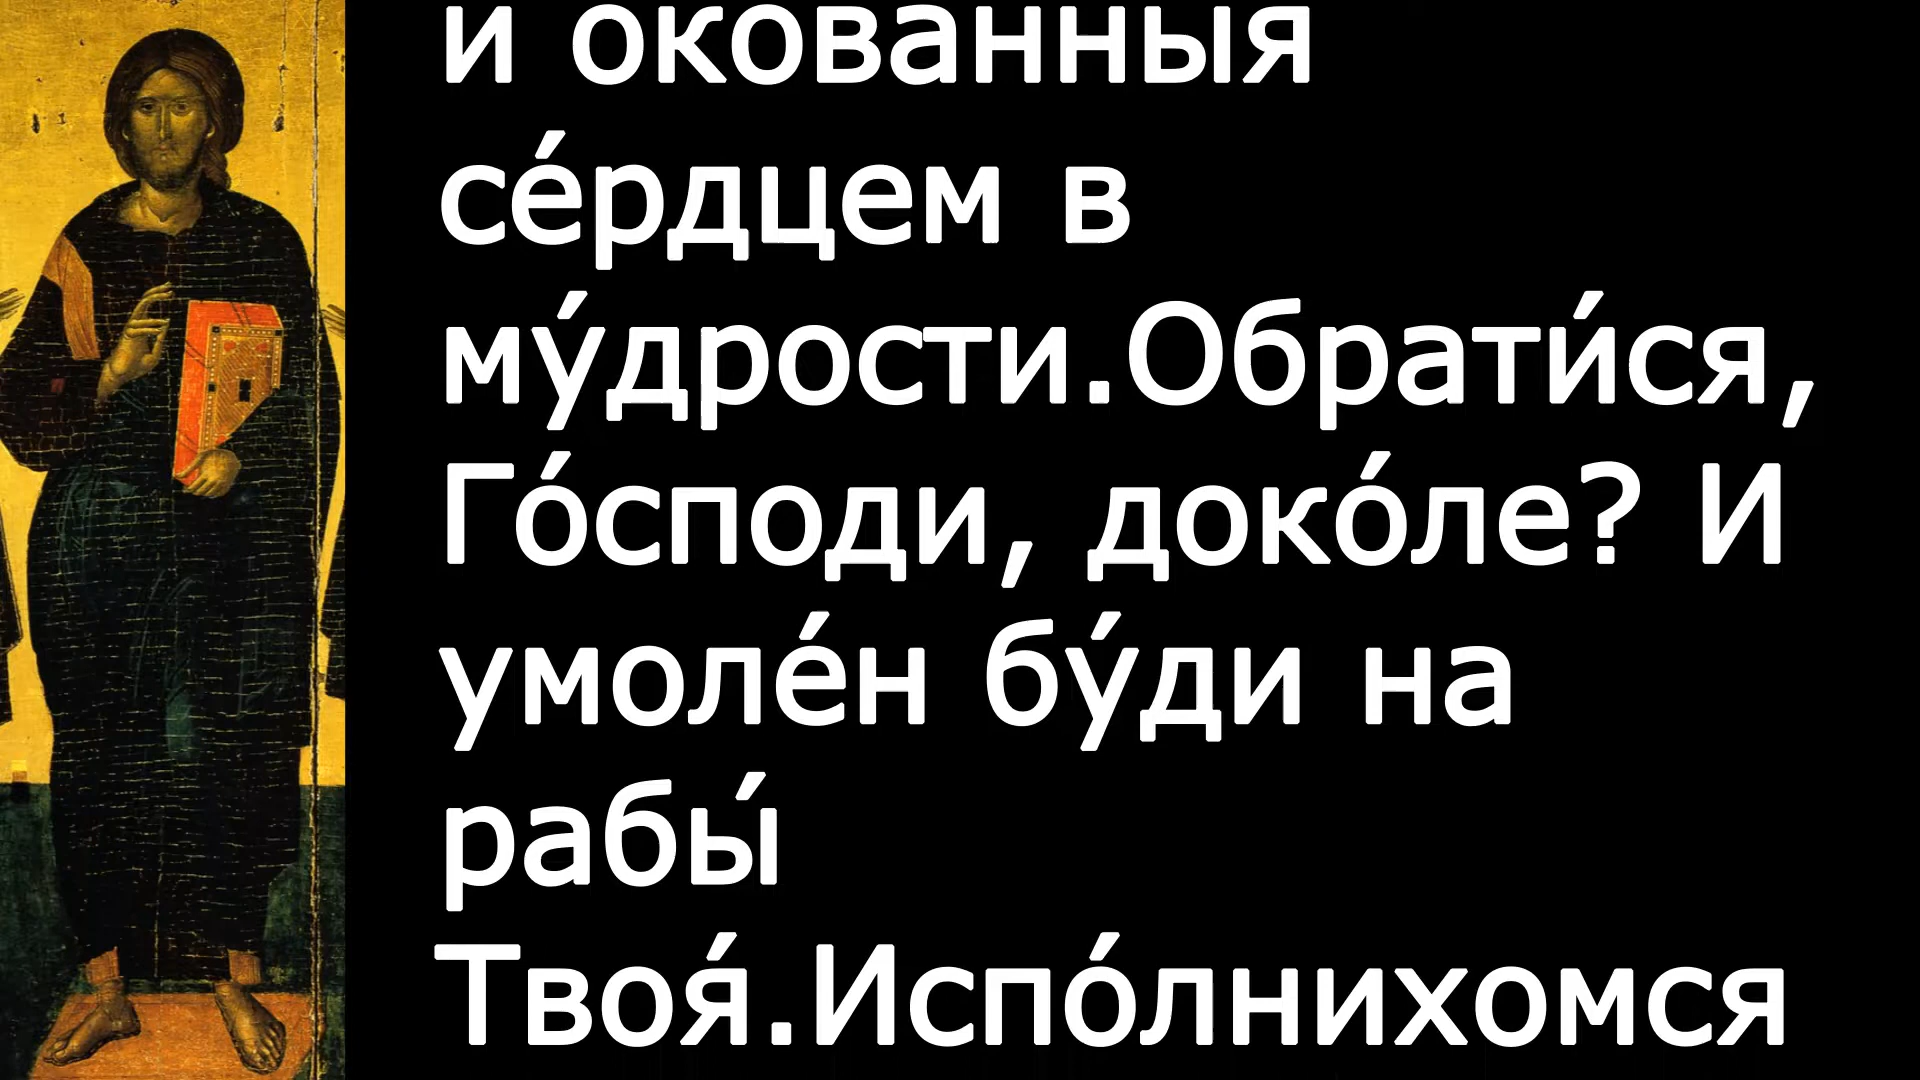 и окованныя
се́рдцем в
му́дрости.Обрати́ся,
Го́споди, доко́ле? И
умоле́н бу́ди на
рабы́
Твоя́.Испо́лнихомся